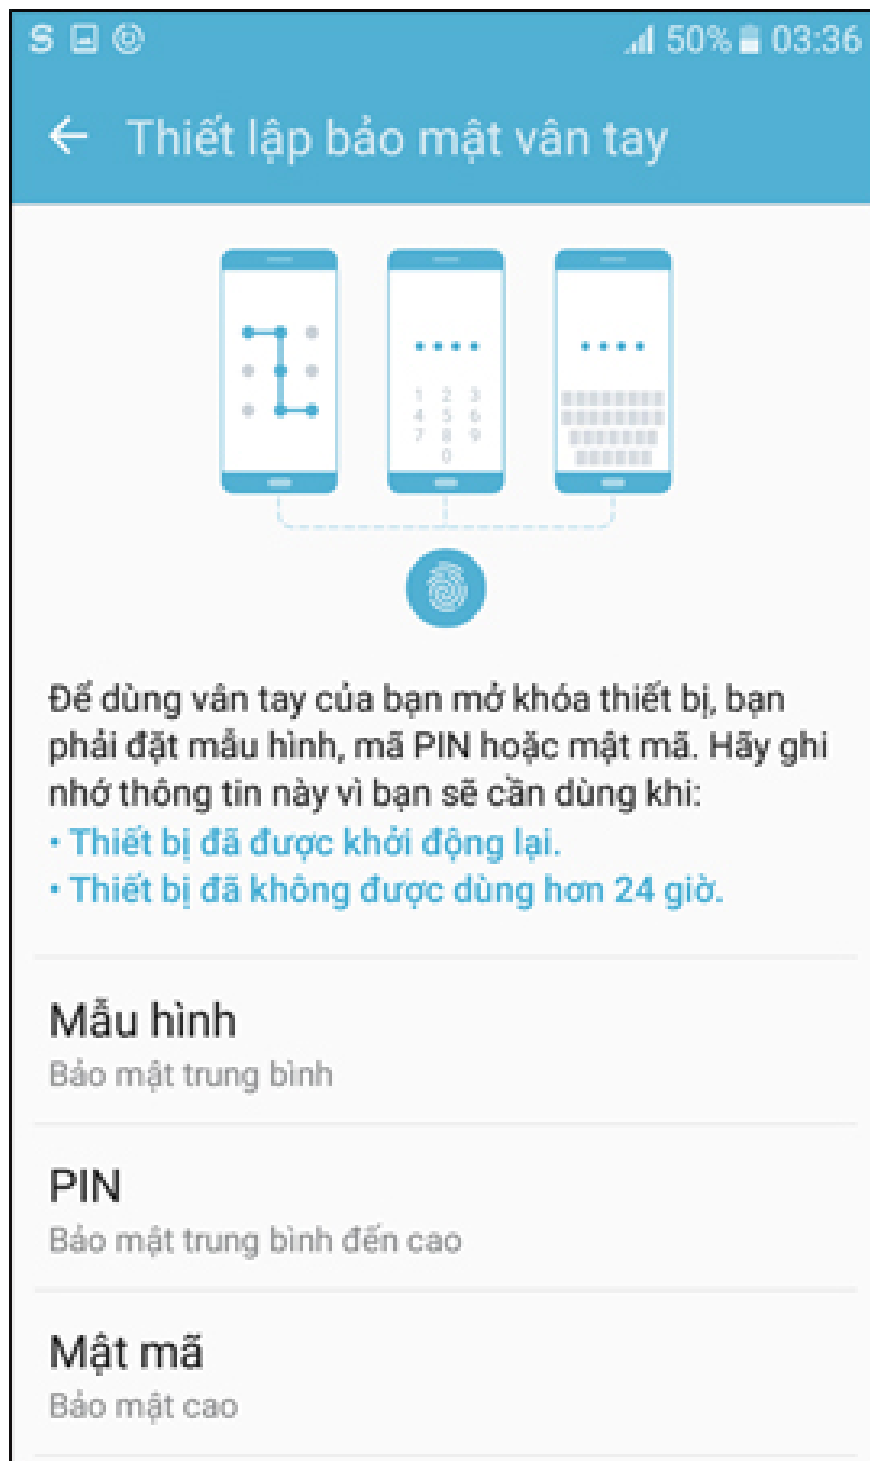 S 50% 03:36
Thiết lập bảo mật vân tay
1 2 3
4 5 6
7 8 9
0
Để dùng vân tay của bạn mở khóa thiết bị, bạn
phải đặt mẫu hình, mã PIN hoặc mật mã. Hãy ghi
nhớ thông tin này vì bạn sẽ cần dùng khi:
• Thiết bị đã được khởi động lại.
• Thiết bị đã không được dùng hơn 24 giờ.
Mẫu hình
Bảo mật trung bình
PIN
Bảo mật trung bình đến cao
Mật mã
Bảo mật cao